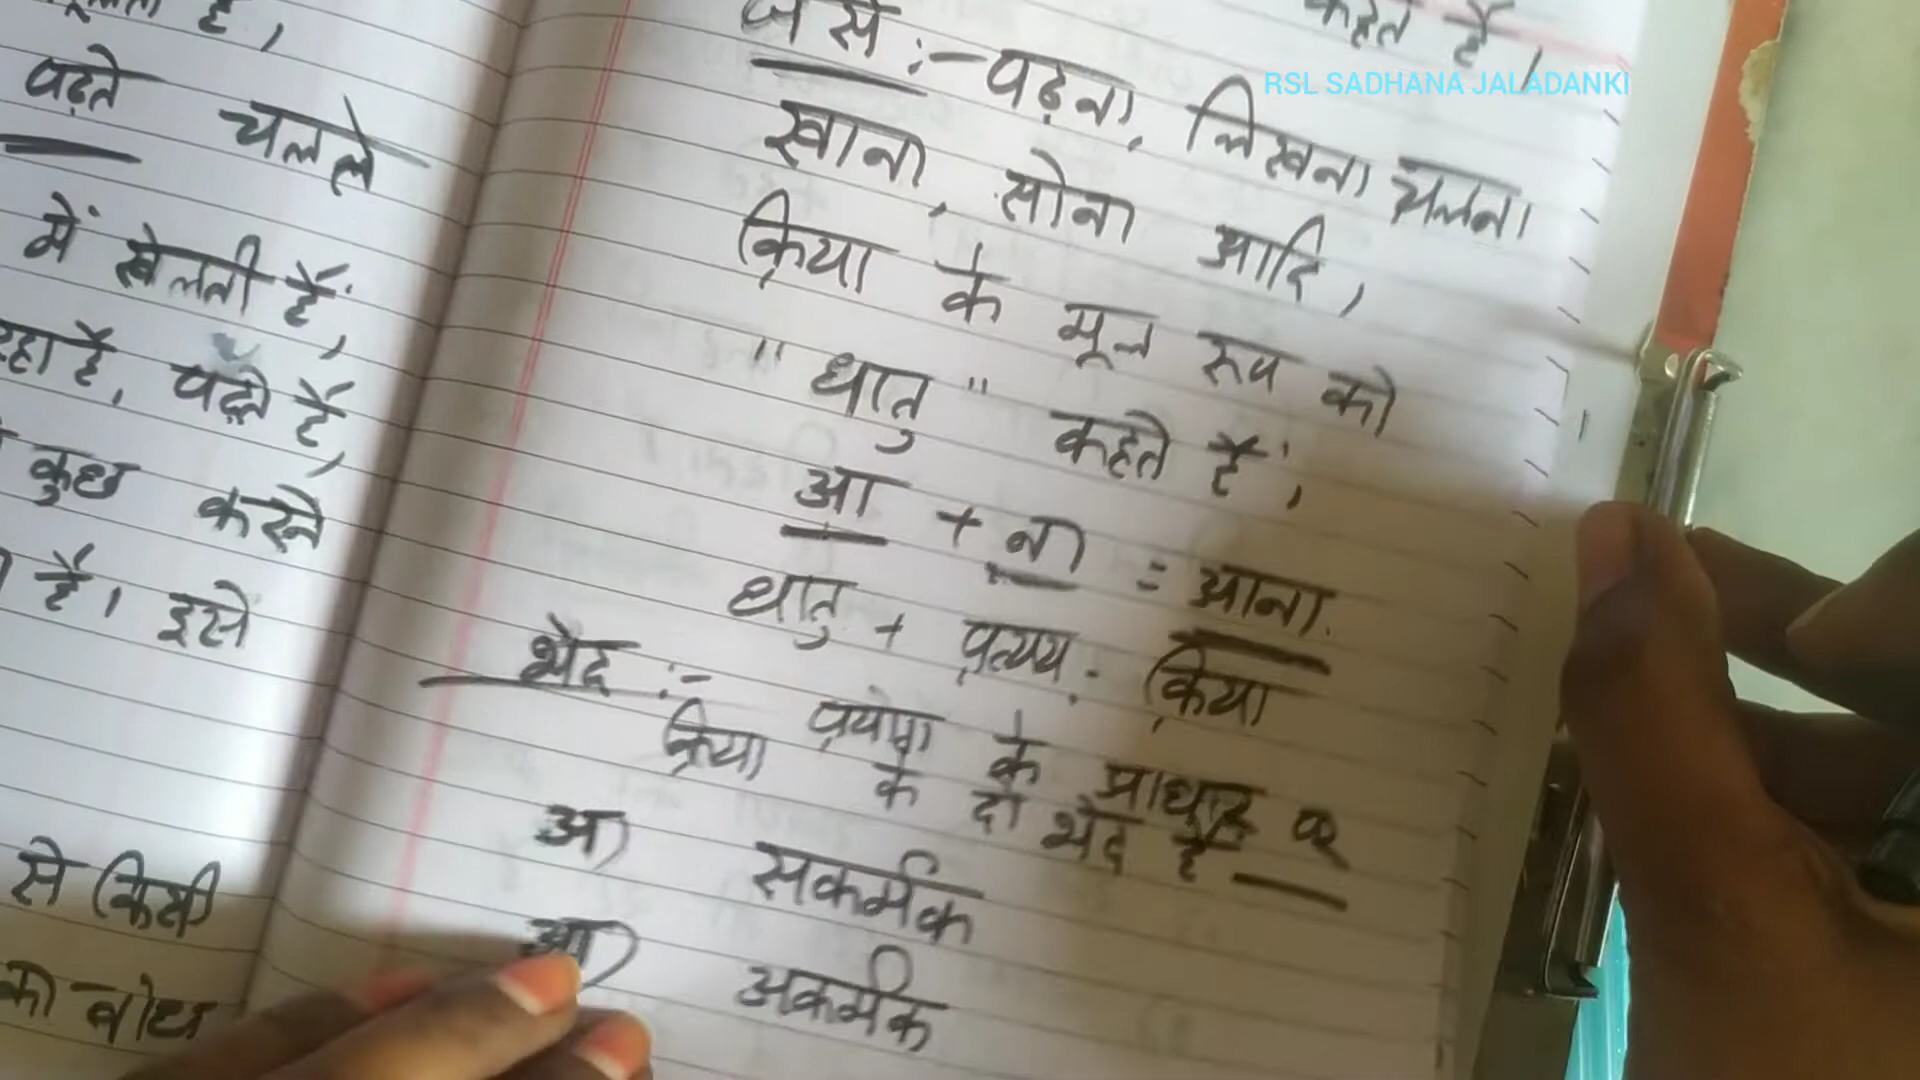 है,
पढ़ते चलते
में खेलती हैं,
रहा है, पढ़ते हैं,
कुछ करने
है। इसे
से किसी
का बोध
कहते हैं।
RSL SADHANA JALADANKI
जैसे :- पढ़ना, लिखना चलना
खाना, सोना आदि,
क्रिया के मूल रूप को
" धातु " कहते हैं,
आ + ना = आना.
धातु + प्रत्यय: क्रिया
भेद :- प्रयोग के आधार पर
क्रिया के दो भेद है
अ) सकर्मक
आ) अकर्मक